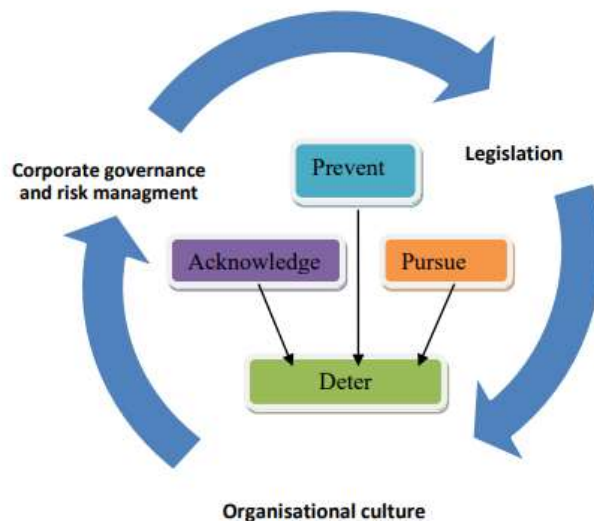 Prevent
Legislation
Corporate governance
and risk managment
Acknowledge
Pursue
Deter
Organisational culture